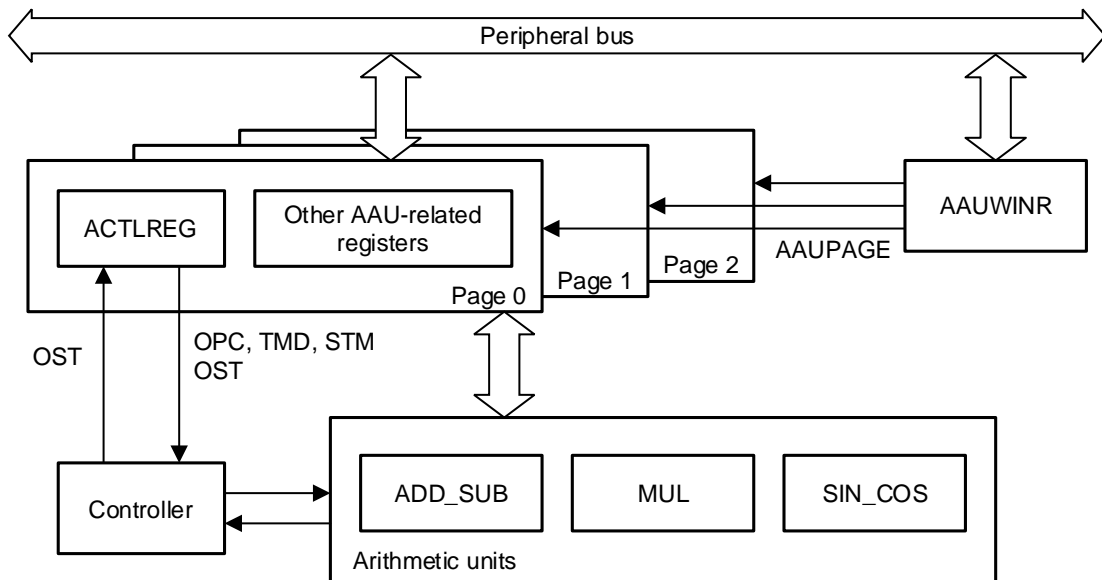 Peripheral bus
ACTLREG
Other AAU-related
registers
AAUWINR
AAUPAGE
Page 2
Page 1
Page 0
OST
OPC, TMD, STM
OST
Controller
ADD_SUB
MUL
SIN_COS
Arithmetic units